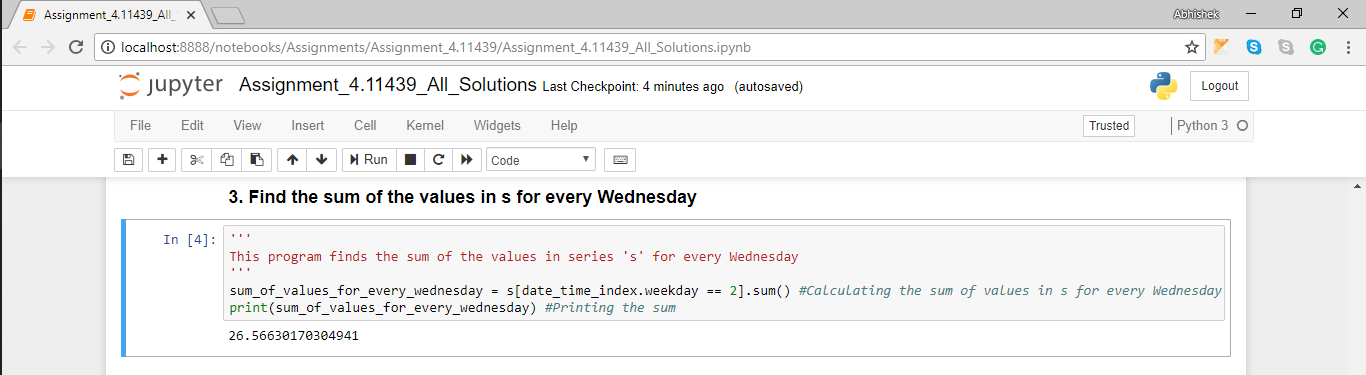 Assignment_4.11439_All_
Abhishek
localhost:8888/notebooks/Assignments/Assignment_4.11439/Assignment_4.11439_All_Solutions.ipynb
jupyter Assignment_4.11439_All_Solutions Last Checkpoint: 4 minutes ago (autosaved)
Logout
File Edit View Insert Cell Kernel Widgets Help
Trusted
Python 3
Run
Code
3. Find the sum of the values in s for every Wednesday
In [4]: '''
This program finds the sum of the values in series 's' for every Wednesday
'''
sum_of_values_for_every_wednesday = s[date_time_index.weekday == 2].sum() #Calculating the sum of values in s for every Wednesday
print(sum_of_values_for_every_wednesday) #Printing the sum
26.56630170304941